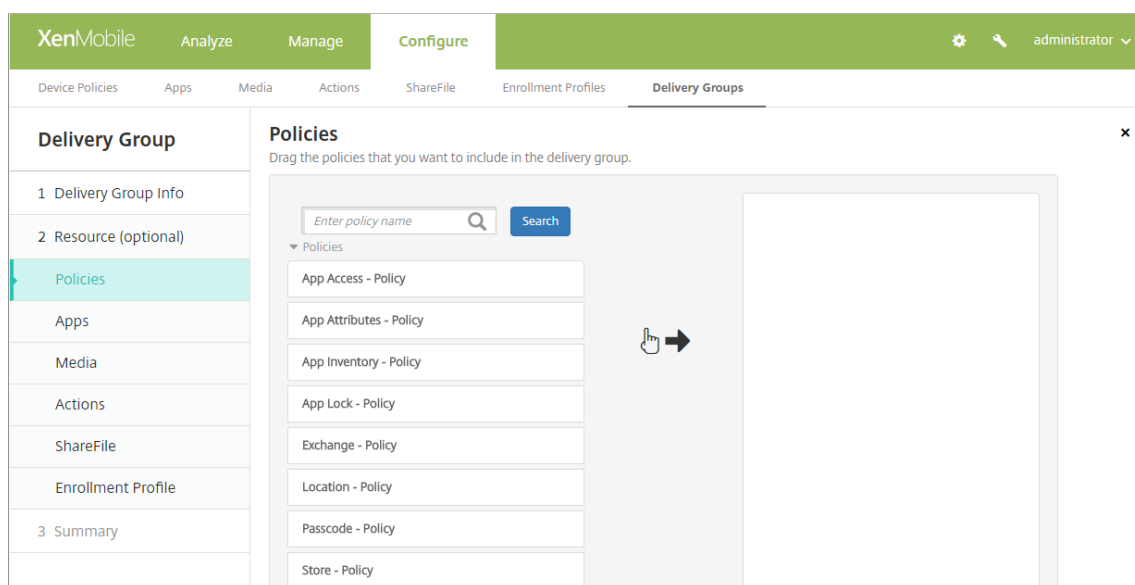 XenMobile Analyze Manage Configure administrator
Device Policies Apps Media Actions ShareFile Enrollment Profiles Delivery Groups
Delivery Group
1 Delivery Group Info
2 Resource (optional)
Policies
Apps
Media
Actions
ShareFile
Enrollment Profile
3 Summary
Policies
Drag the policies that you want to include in the delivery group.
Enter policy name Search
Policies
App Access - Policy
App Attributes - Policy
App Inventory - Policy
App Lock - Policy
Exchange - Policy
Location - Policy
Passcode - Policy
Store - Policy